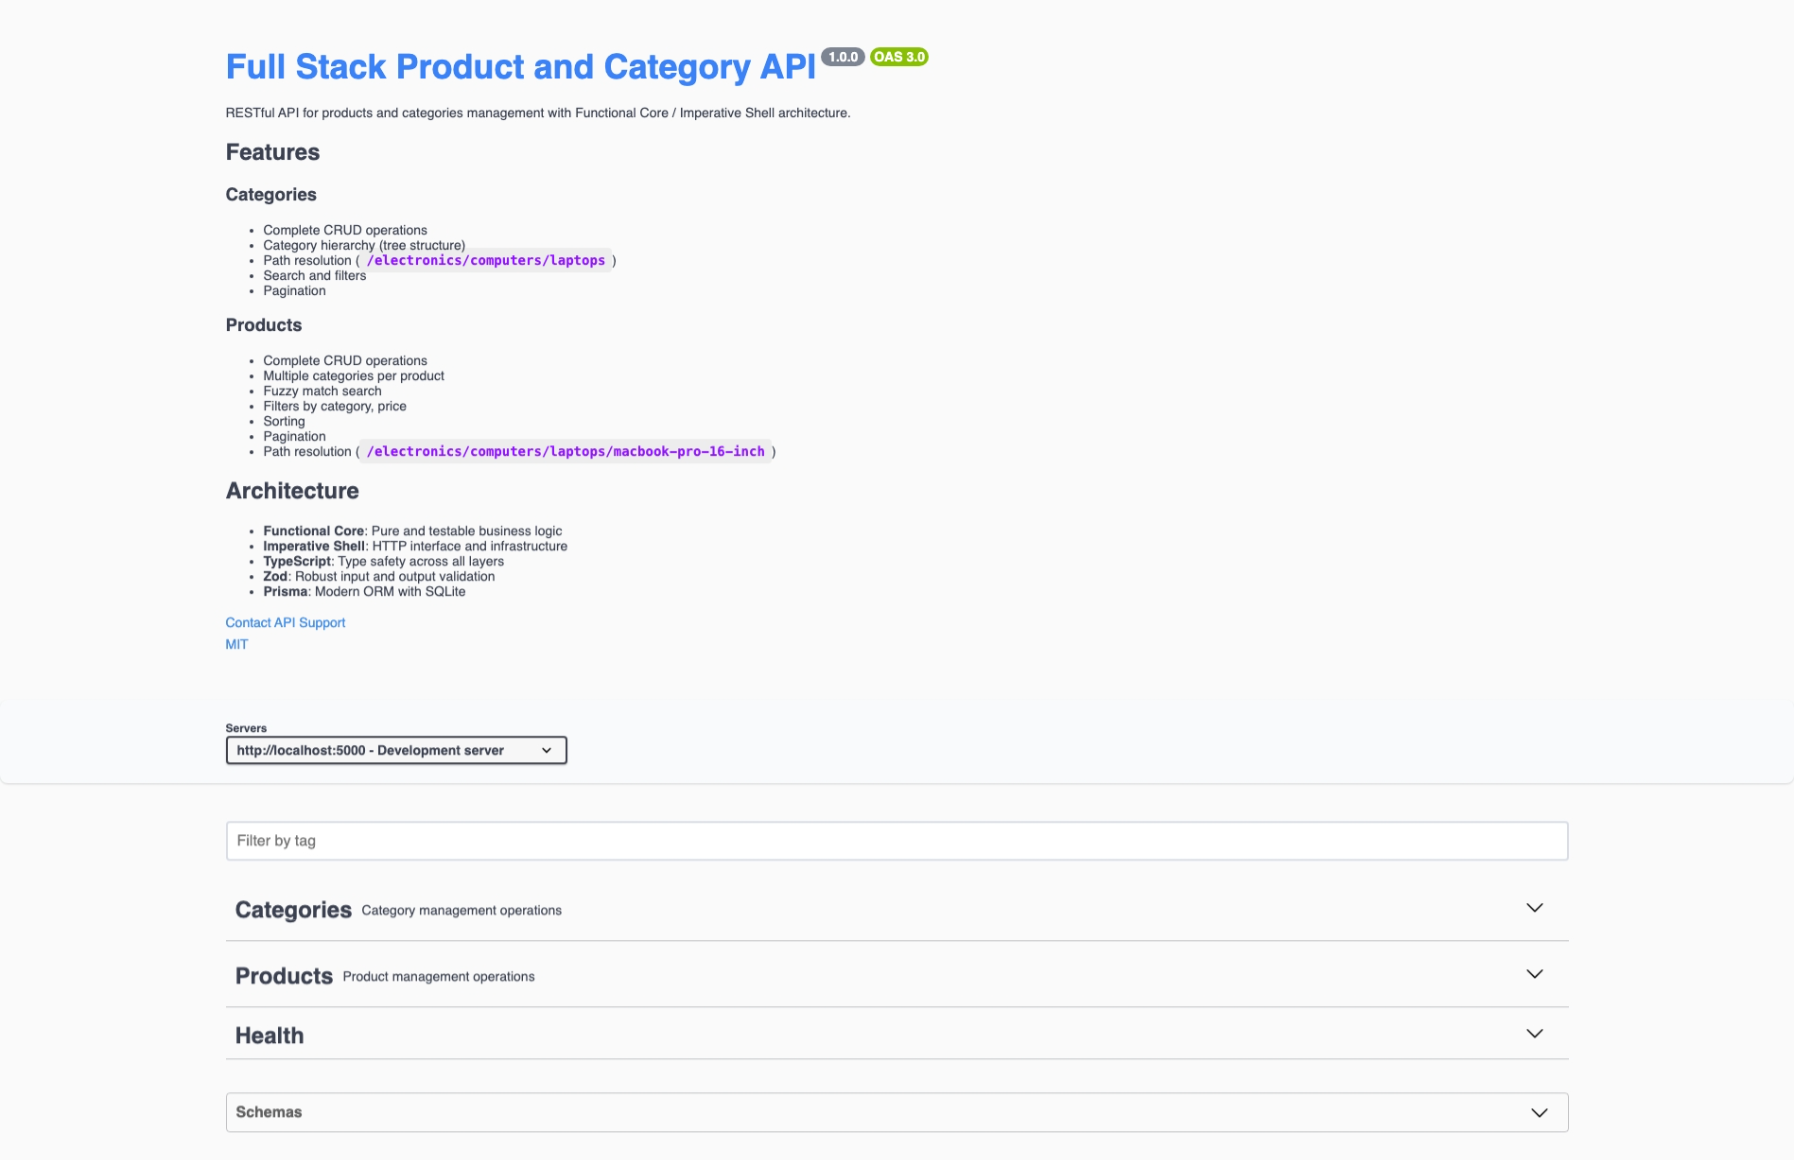 Full Stack Product and Category API 1.0.0 OAS 3.0
RESTful API for products and categories management with Functional Core / Imperative Shell architecture.
Features
Categories
Complete CRUD operations
Category hierarchy (tree structure)
Path resolution ( /electronics/computers/laptops )
Search and filters
Pagination
Products
Complete CRUD operations
Multiple categories per product
Fuzzy match search
Filters by category, price
Sorting
Pagination
Path resolution ( /electronics/computers/laptops/macbook-pro-16-inch )
Architecture
Functional Core: Pure and testable business logic
Imperative Shell: HTTP interface and infrastructure
TypeScript: Type safety across all layers
Zod: Robust input and output validation
Prisma: Modern ORM with SQLite
Contact API Support
MIT
Servers
http://localhost:5000 - Development server
Filter by tag
Categories Category management operations
Products Product management operations
Health
Schemas